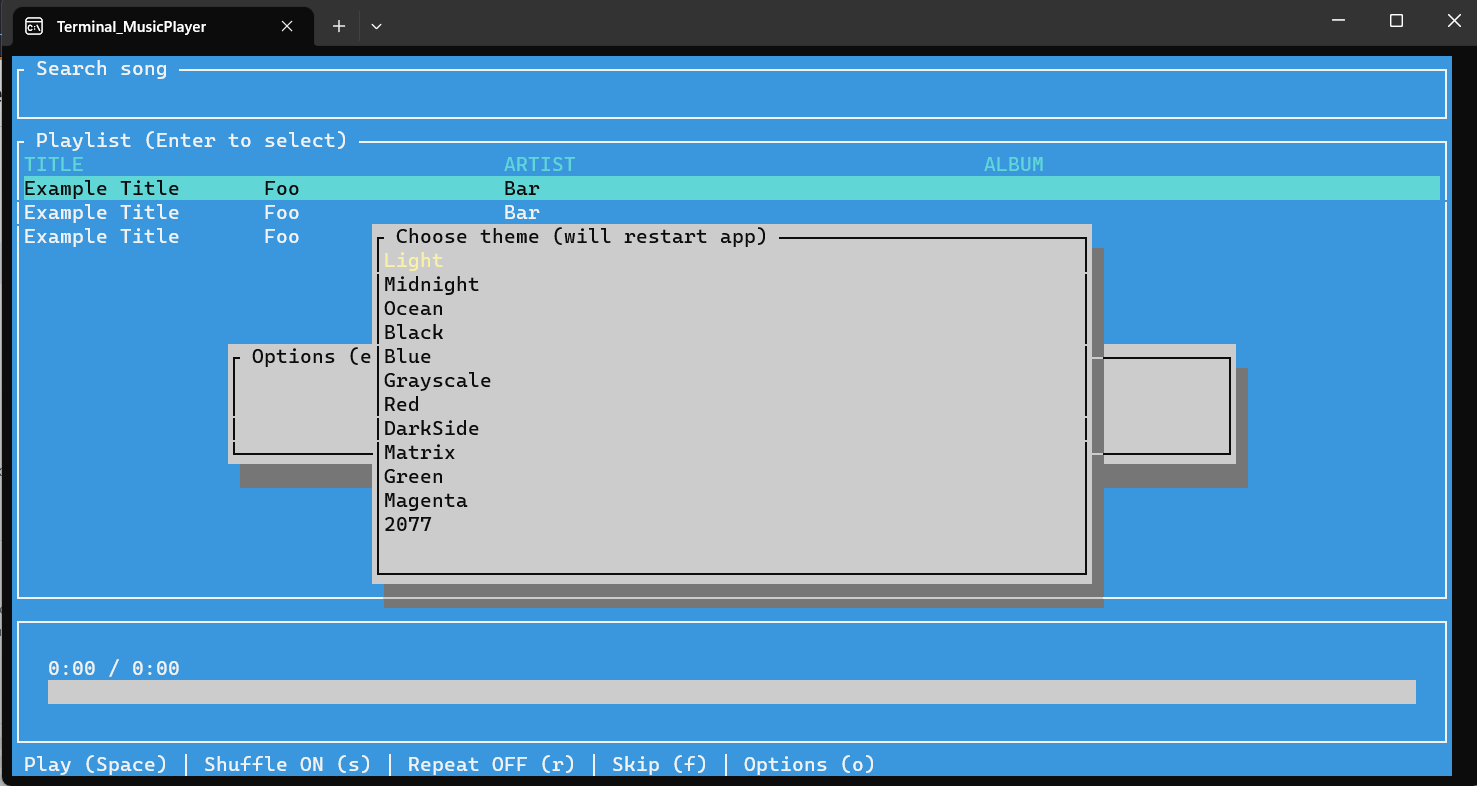 Terminal_MusicPlayer
Search song
Playlist (Enter to select)
TITLE ARTIST ALBUM
Example Title Foo Bar
Example Title Foo Bar
Example Title Foo
Choose theme (will restart app)
Light
Midnight
Ocean
Black
Options (e Blue
Grayscale
Red
DarkSide
Matrix
Green
Magenta
2077
0:00 / 0:00
Play (Space) | Shuffle ON (s) | Repeat OFF (r) | Skip (f) | Options (o)